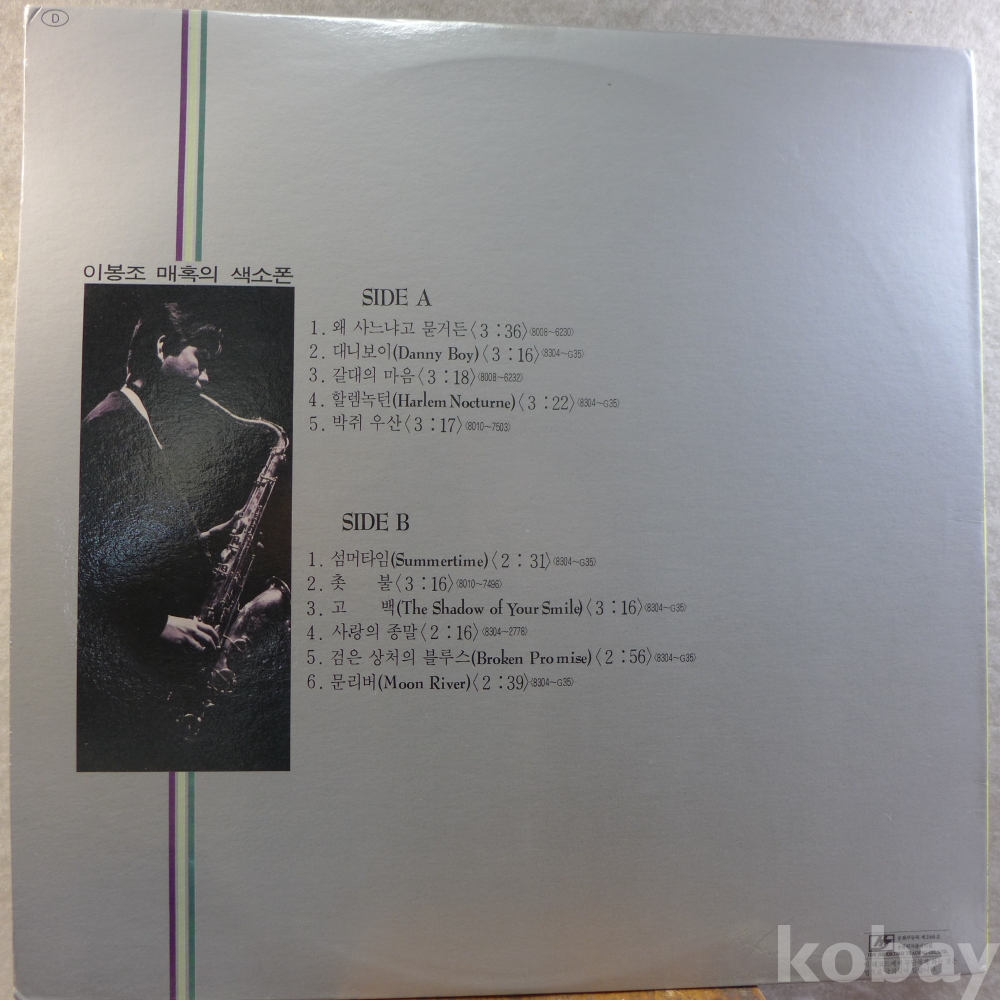 D
이봉조 매혹의 색소폰
SIDE A
1. 왜 사느냐고 묻거든〈3 : 36〉〈8008~6230〉
2. 대니보이(Danny Boy)〈3 : 16〉〈8304~G35〉
3. 갈대의 마음〈3 : 18〉〈8008~6232〉
4. 할렘녹턴(Harlem Nocturne)〈3 : 22〉〈8304~G35〉
5. 박쥐 우산〈3 : 17〉〈8010~7503〉
SIDE B
1. 섬머타임(Summertime)〈2 : 31〉〈8304~G35〉
2. 촛 불〈3 : 16〉〈8010~7496〉
3. 고 백(The Shadow of Your Smile)〈3 : 16〉〈8304~G35〉
4. 사랑의 종말〈2 : 16〉〈8304~2778〉
5. 검은 상처의 블루스(Broken Promise)〈2 : 56〉〈8304~G35〉
6. 문리버(Moon River)〈2 : 39〉〈8304~G35〉
kobay